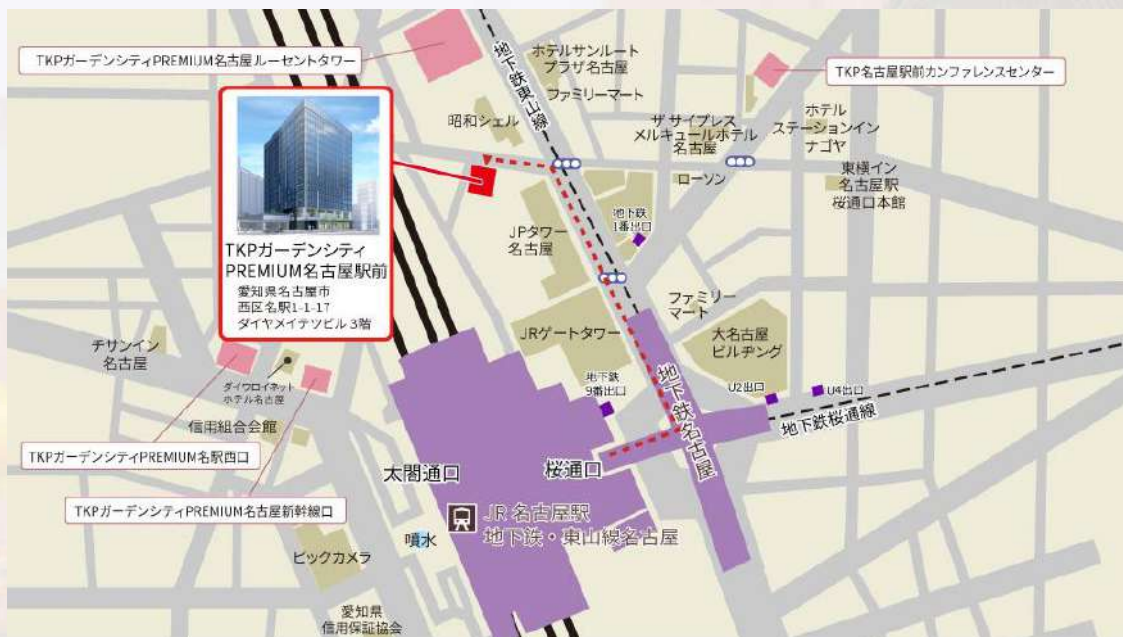 TKPガーデンシティPREMIUM名古屋ルーセントタワー
地下鉄東山線
ホテルサンルート
プラザ名古屋
ファミリーマート
TKP名古屋駅前カンファレンスセンター
昭和シェル
ザ サイプレス
メルキュールホテル
名古屋
ホテル
ステーションイン
ナゴヤ
ローソン
東横イン
名古屋駅
桜通口本館
TKPガーデンシティ
PREMIUM名古屋駅前
愛知県名古屋市
西区名駅1-1-17
ダイヤメイテツビル 3階
JPタワー
名古屋
地下鉄
1番出口
ファミリー
マート
JRゲートタワー
大名古屋
ビルヂング
チサンイン
名古屋
ダイワロイネット
ホテル名古屋
地下鉄
9番出口
地下鉄名古屋
U2出口
U4出口
地下鉄桜通線
信用組合会館
TKPガーデンシティPREMIUM名駅西口
太閤通口
桜通口
TKPガーデンシティPREMIUM名古屋新幹線口
JR 名古屋駅
地下鉄・東山線名古屋
噴水
ビックカメラ
愛知県
信用保証協会